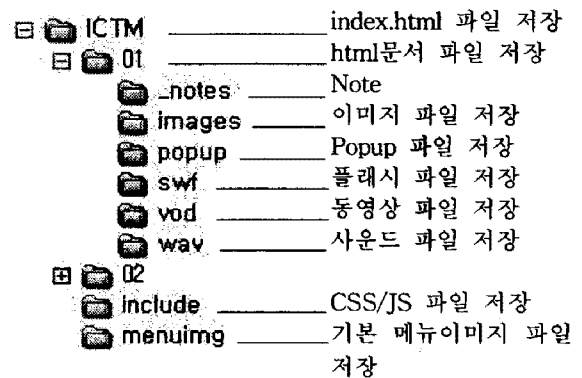 ICTM index.html 파일 저장
01 html문서 파일 저장
_notes Note
images 이미지 파일 저장
popup Popup 파일 저장
swf 플래시 파일 저장
vod 동영상 파일 저장
wav 사운드 파일 저장
02
include CSS/JS 파일 저장
menuimg 기본 메뉴이미지 파일
저장